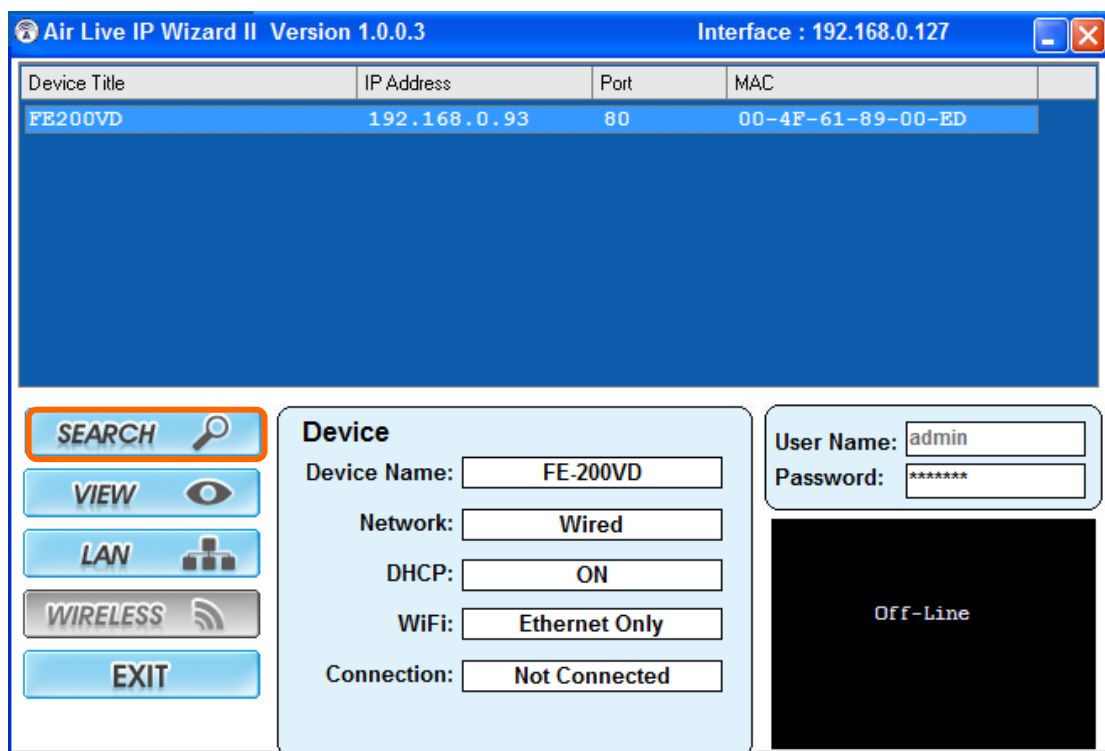 Air Live IP Wizard II Version 1.0.0.3 Interface : 192.168.0.127
Device Title IP Address Port MAC
FE200VD 192.168.0.93 80 00-4F-61-89-00-ED
SEARCH
VIEW
LAN
WIRELESS
EXIT
Device
Device Name: FE-200VD
Network: Wired
DHCP: ON
WiFi: Ethernet Only
Connection: Not Connected
User Name: admin
Password: *******
Off-Line